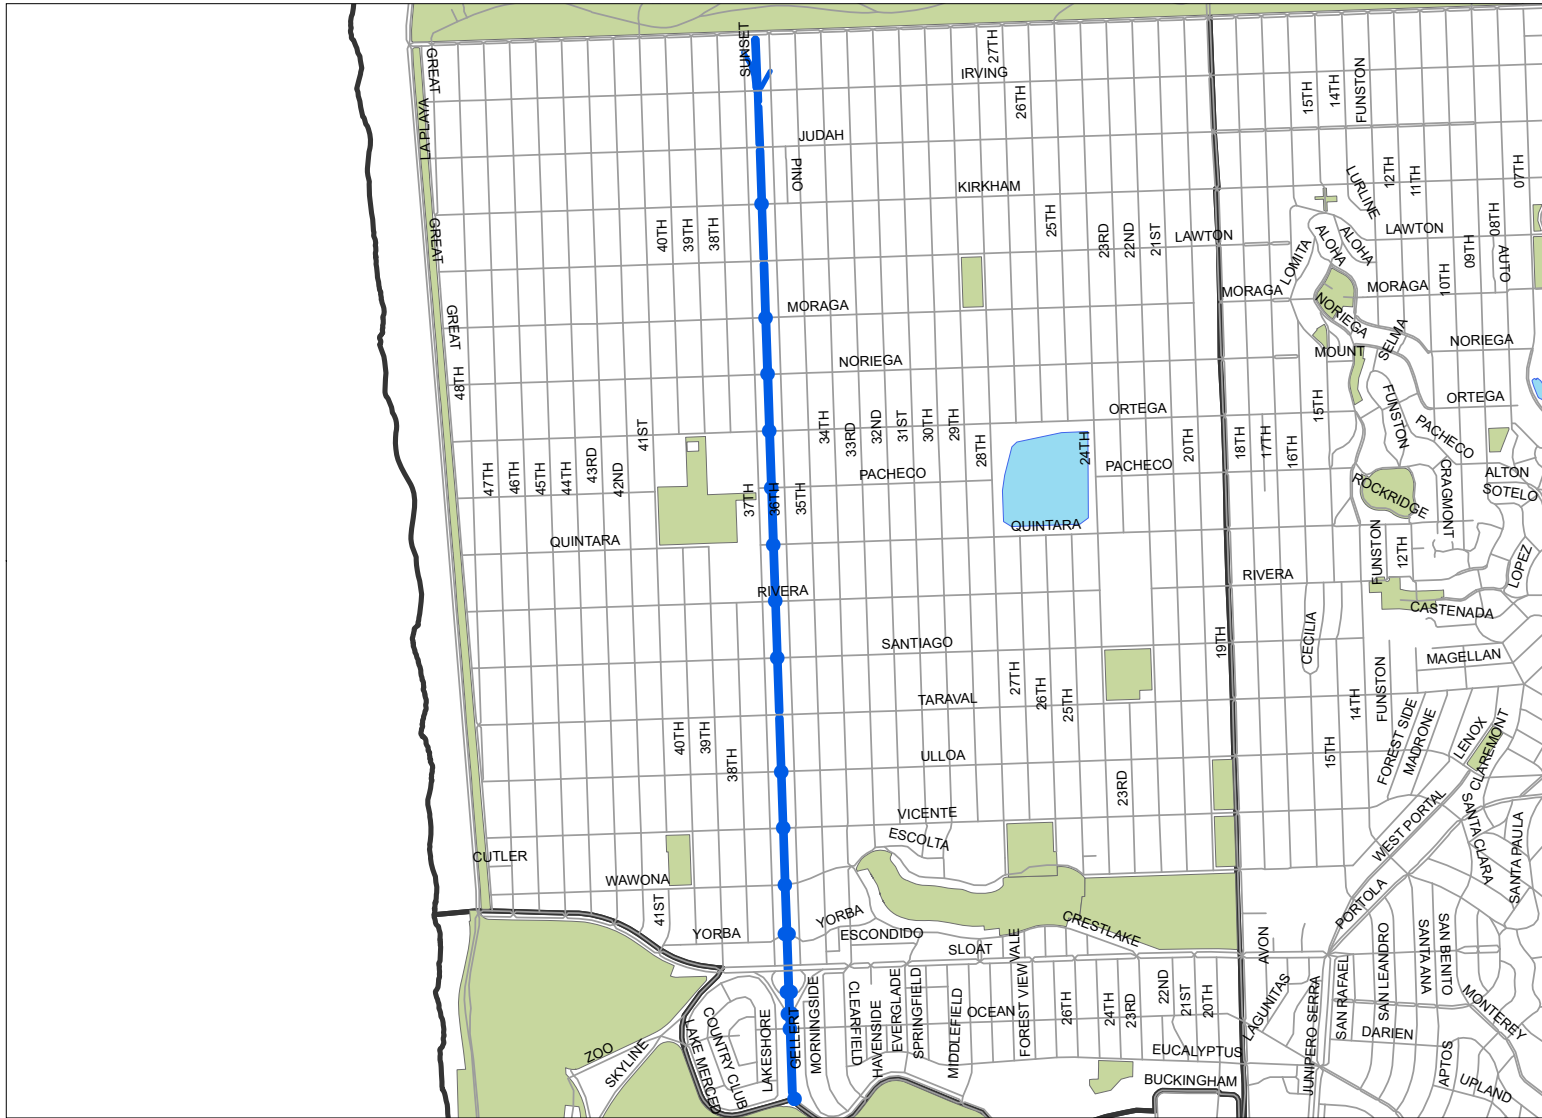 SUNSET
27TH
IRVING
GREAT
26TH
15TH
14TH
FUNSTON
LA PLAYA
JUDAH
PINO
KIRKHAM
LURLINE
12TH
11TH
07TH
GREAT
40TH
39TH
38TH
25TH
23RD
22ND
21ST
LAWTON
LOMITA
ALOHA
ALOHA
LAWTON
08TH
09TH
AUTO
10TH
MORAGA
MORAGA
MORAGA
GREAT
NORIEGA
SELMA
NORIEGA
NORIEGA
MOUNT
48TH
15TH
FUNSTON
ORTEGA
ORTEGA
PACHECO
41ST
34TH
33RD
32ND
31ST
30TH
29TH
28TH
24TH
20TH
18TH
17TH
16TH
47TH
46TH
45TH
44TH
43RD
42ND
37TH
36TH
35TH
PACHECO
PACHECO
CRAGMONT
ALTON
SOTELO
ROCKRIDGE
QUINTARA
QUINTARA
FUNSTON
12TH
LOPEZ
RIVERA
RIVERA
CASTENADA
CECILIA
SANTIAGO
19TH
MAGELLAN
27TH
26TH
25TH
TARAVAL
14TH
FUNSTON
FOREST SIDE
MADRONE
LENOX
CLAREMONT
40TH
39TH
38TH
ULLOA
15TH
23RD
VICENTE
ESCOLTA
WEST PORTAL
SANTA CLARA
SANTA PAULA
CUTLER
WAWONA
41ST
YORBA
YORBA
ESCONDIDO
SLOAT
VALE
CRESTLAKE
PORTOLA
AVON
SAN LEANDRO
SANTA ANA
SAN BENITO
MONTEREY
LAKESHORE
GELLERT
MORNINGSIDE
CLEARFIELD
HAVENSIDE
EVERGLADE
SPRINGFIELD
MIDDLEFIELD
OCEAN
FOREST VIEW
26TH
24TH
23RD
22ND
21ST
20TH
LAGUNITAS
JUNIPERO SERRA
SAN RAFAEL
DARIEN
APTOS
UPLAND
ZOO
SKYLINE
LAKE MERCED
COUNTRY CLUB
EUCALYPTUS
BUCKINGHAM